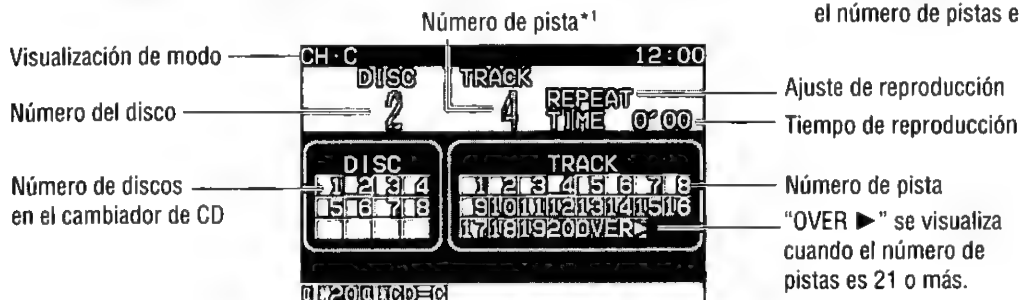 el número de pistas e
Número de pista*1
Visualización de modo
CH·C 12:00
DISC TRACK
Número del disco
2 4
REPEAT
Ajuste de reproducción
TIME 0'00
Tiempo de reproducción
DISC
1 2 3 4
5 6 7 8
Número de discos
en el cambiador de CD
TRACK
1 2 3 4 5 6 7 8
9 10 11 12 13 14 15 16
17 18 19 20 OVER►
Número de pista
"OVER ►" se visualiza
cuando el número de
pistas es 21 o más.